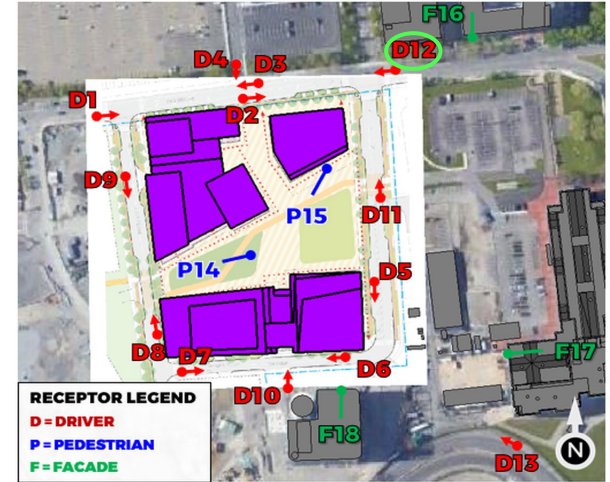 F16
D12
D4
D3
D1
D2
D9
P15
D11
P14
D5
D8
D7
D6
F17
D10
F18
D13
RECEPTOR LEGEND
D = DRIVER
P = PEDESTRIAN
F = FACADE
N